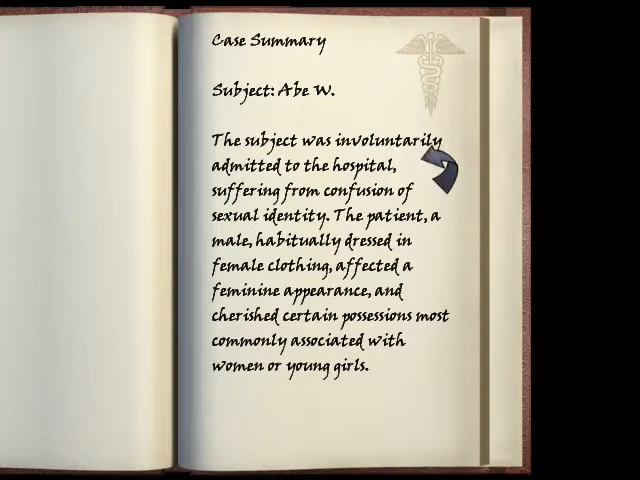 Case Summary
Subject: Abe W.
The subject was involuntarily
admitted to the hospital,
suffering from confusion of
sexual identity. The patient, a
male, habitually dressed in
female clothing, affected a
feminine appearance, and
cherished certain possessions most
commonly associated with
women or young girls.